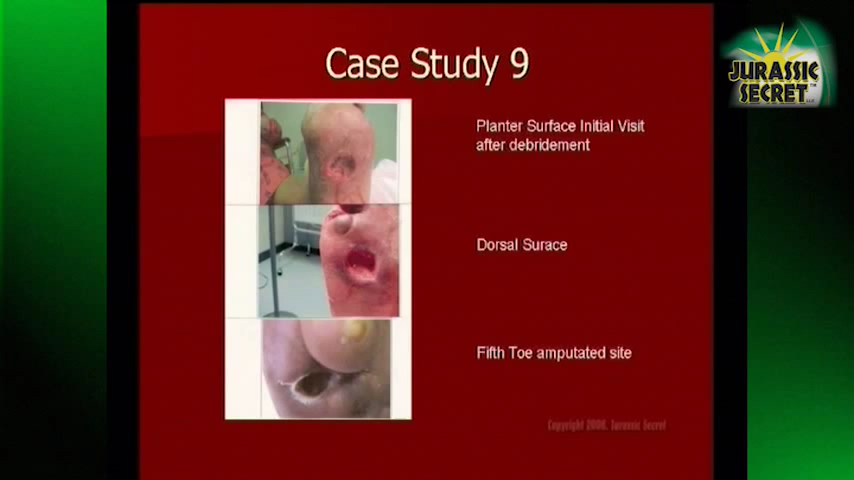 Case Study 9
JURASSIC
SECRET
Planter Surface Initial Visit
after debridement
Dorsal Surace
Fifth Toe amputated site
Copyright 2006, Jurassic Secret